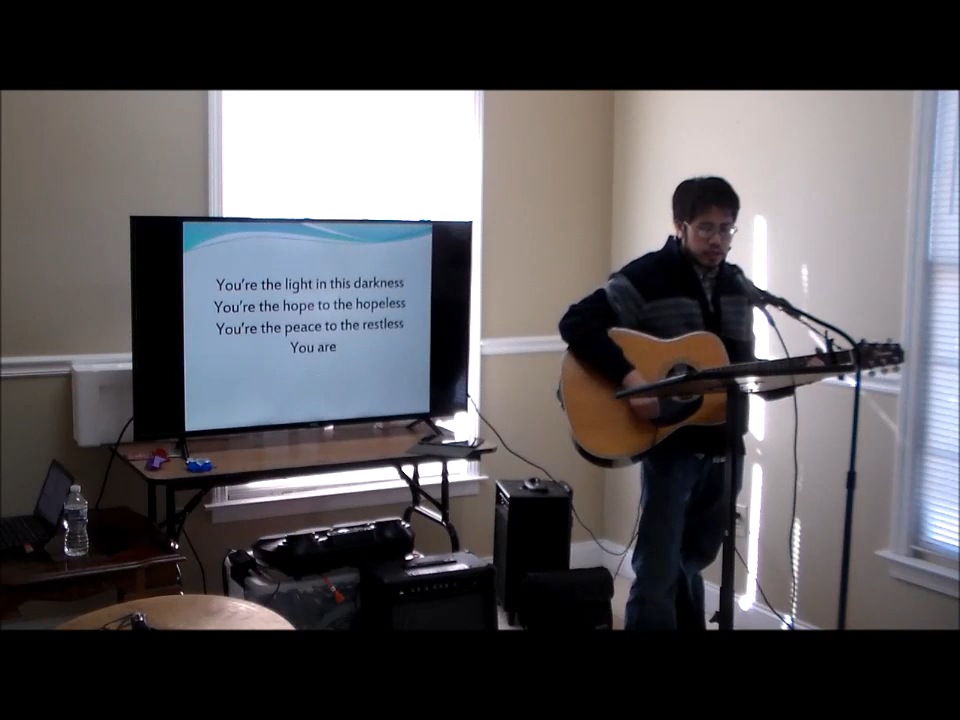 You're the light in this darkness
You're the hope to the hopeless
You're the peace to the restless
You are